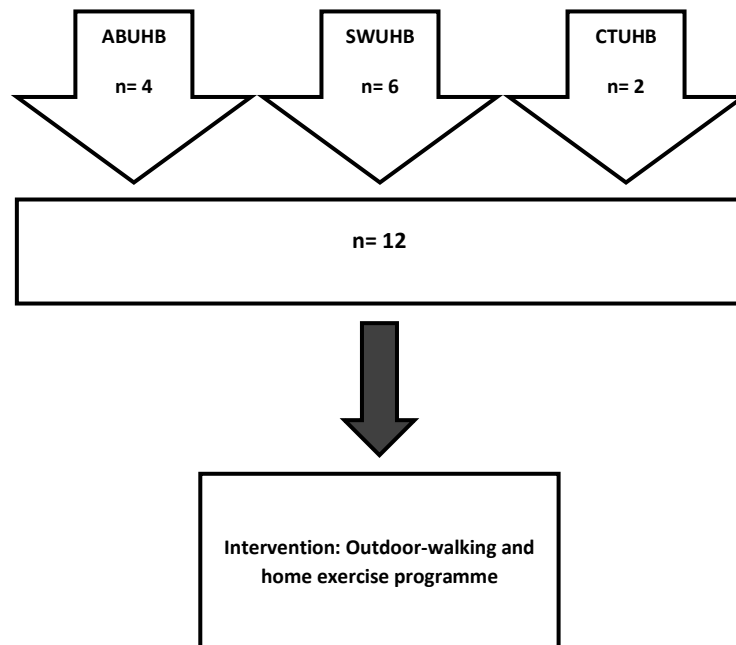 ABUHB
n= 4
SWUHB
n= 6
CTUHB
n= 2
n= 12
Intervention: Outdoor-walking and
home exercise programme